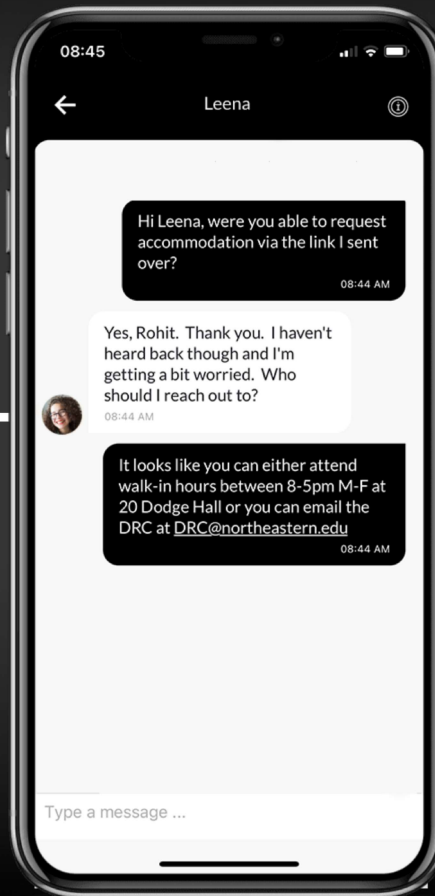 08:45
Leena
Hi Leena, were you able to request
accommodation via the link I sent
over?
08:44 AM
Yes, Rohit. Thank you. I haven't
heard back though and I'm
getting a bit worried. Who
should I reach out to?
08:44 AM
It looks like you can either attend
walk-in hours between 8-5pm M-F at
20 Dodge Hall or you can email the
DRC at DRC@northeastern.edu
08:44 AM
Type a message ...